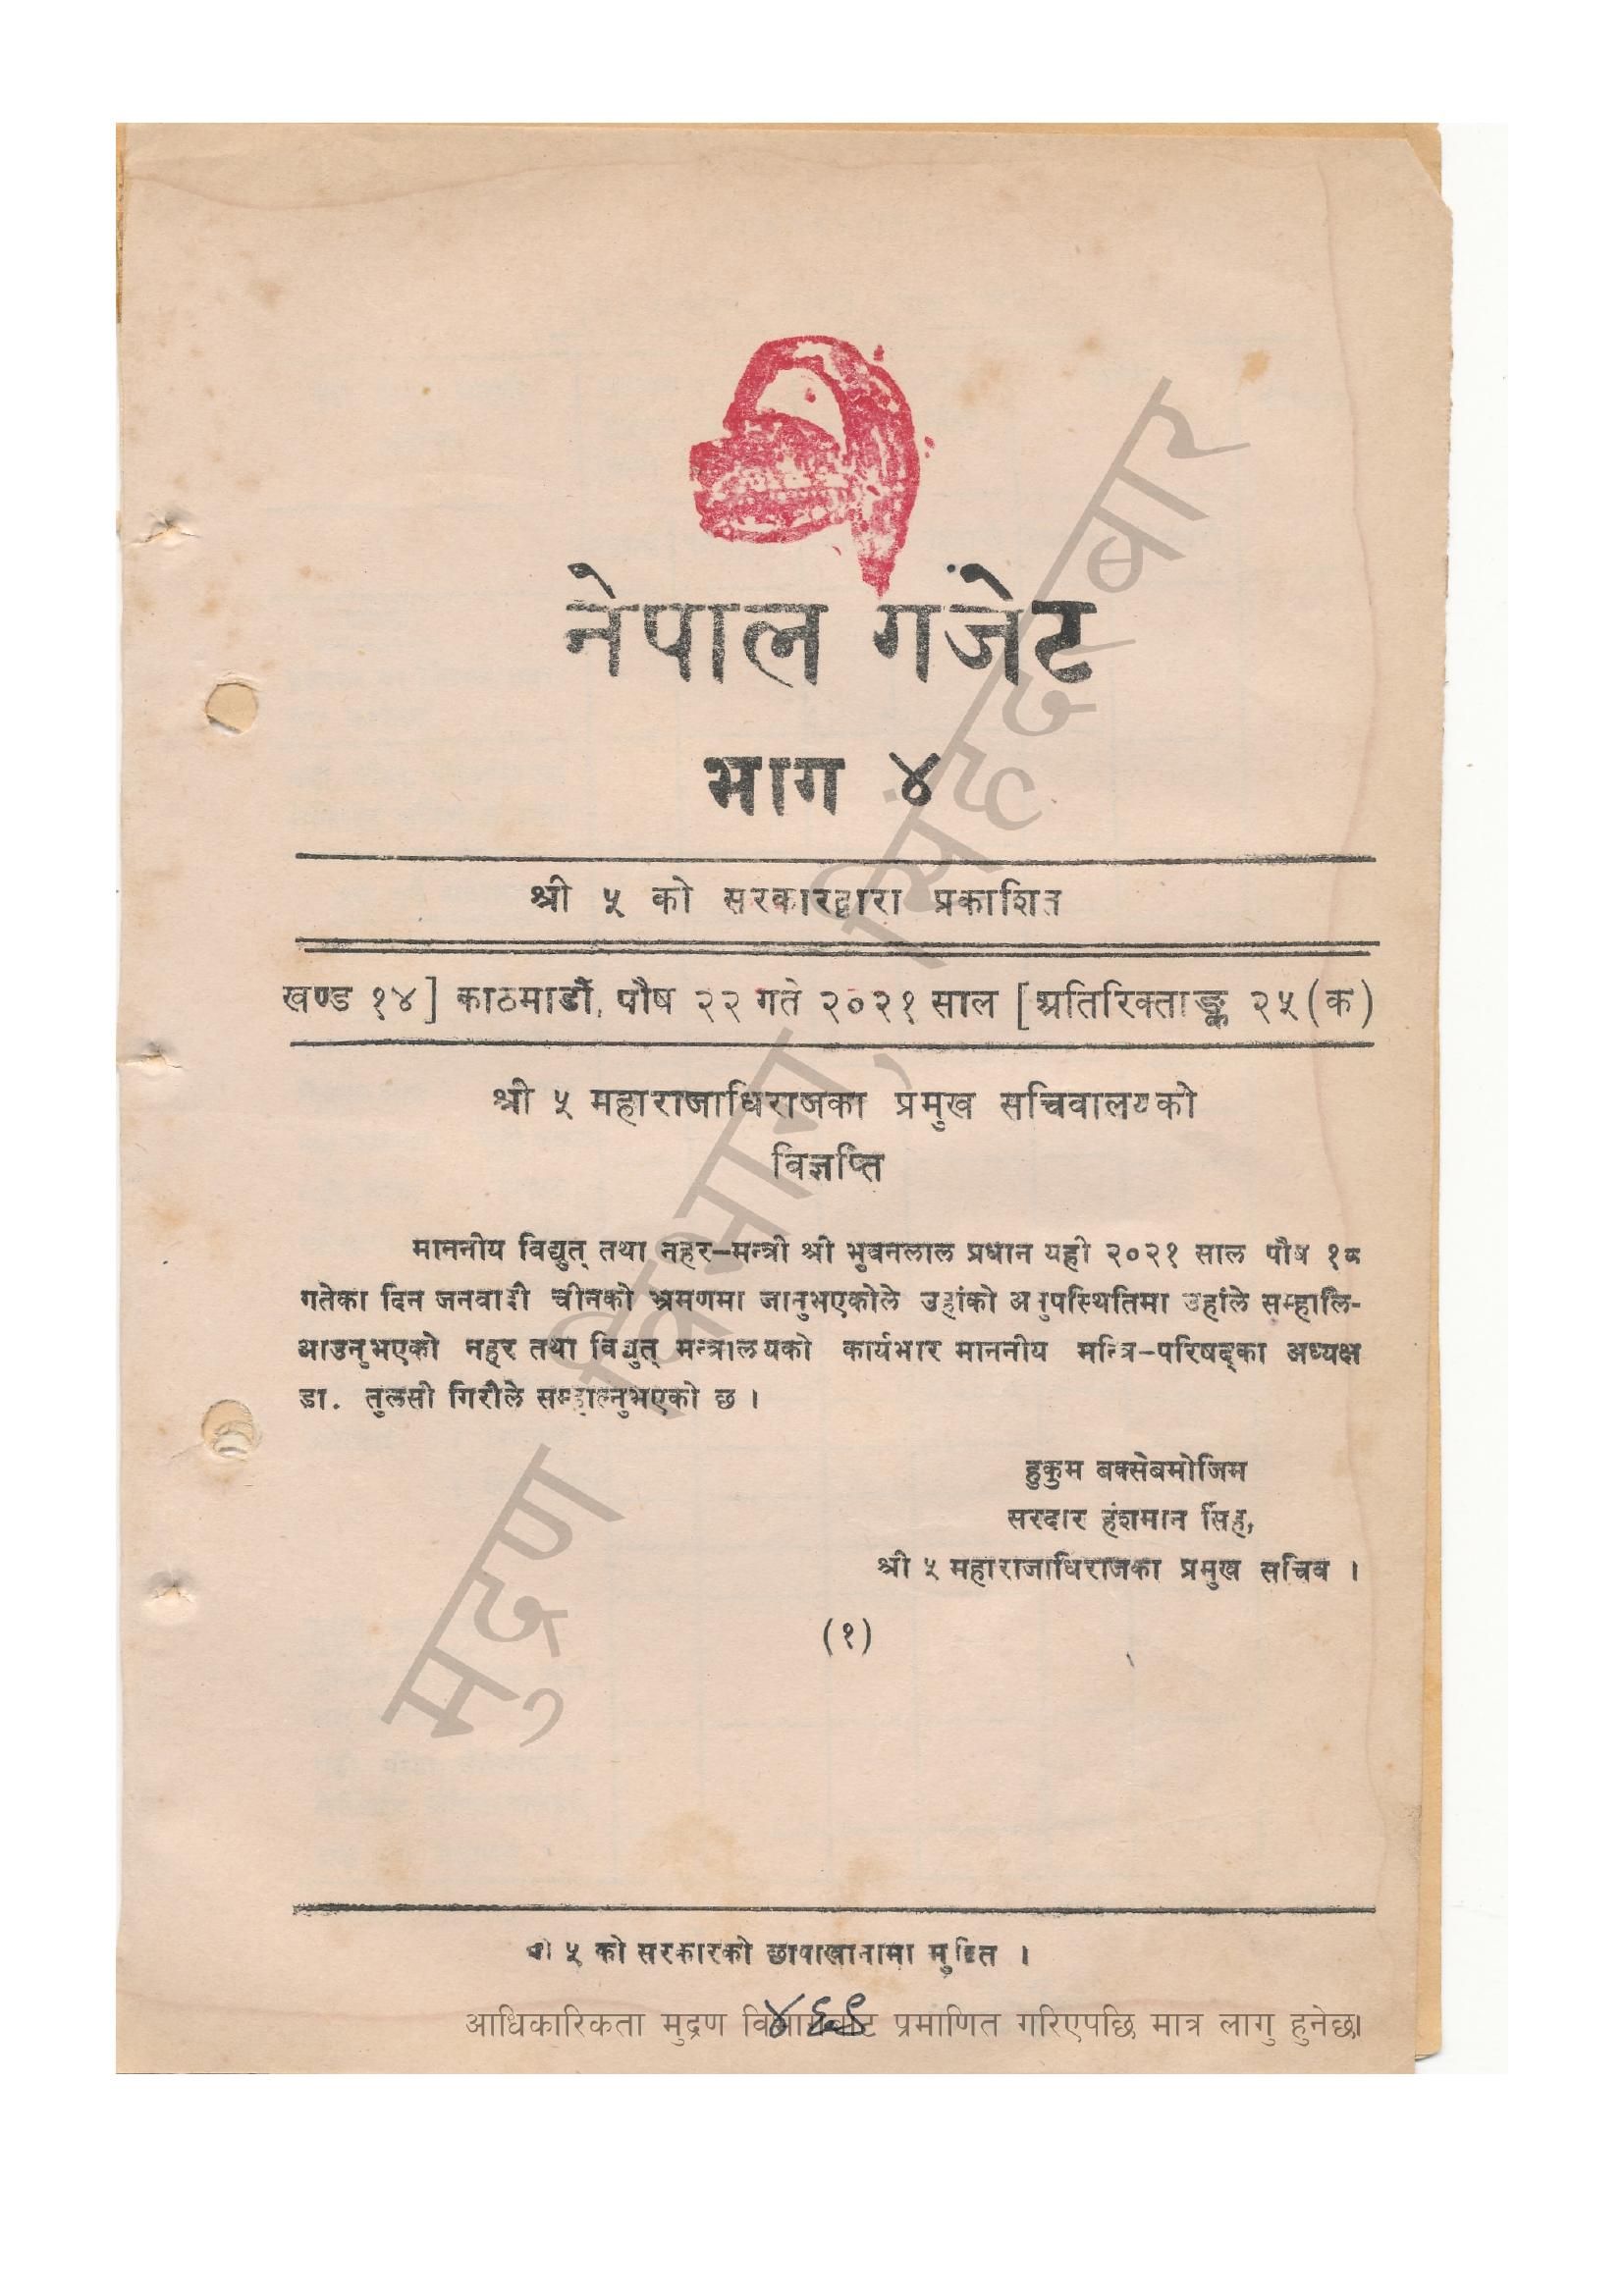 नेपाल गजेट
भाग ४
श्री ५ को सरकारद्वारा प्रकाशित
खण्ड १४] काठमाडौं, पौष २२ गते २०२१ साल [अतिरिक्ताङ्क २५(क)
श्री ५ महाराजाधिराजका प्रमुख सचिवालयको
विज्ञप्ति
माननीय विद्युत् तथा नहर-मन्त्री श्री भुवनलाल प्रधान यही २०२१ साल पौष १८
गतेका दिन जनवादी चीनको भ्रमणमा जानुभएकोले उहांको अनुपस्थितिमा उहांले सम्हालि-
आउनुभएको नहर तथा विद्युत् मन्त्रालयको कार्यभार माननीय मन्त्रि-परिषद्का अध्यक्ष
डा. तुलसी गिरीले सम्हाल्नुभएको छ ।
हुकुम बक्सेबमोजिम
सरदार हंशमान सिंह,
श्री ५ महाराजाधिराजका प्रमुख सचिव ।
(१)
श्री ५ को सरकारको छापाखानामा मुद्रित ।
४६९
आधिकारिकता मुद्रण विभागबाट प्रमाणित गरिएपछि मात्र लागु हुनेछ।
मुद्रण विभाग, सिंहदरबार